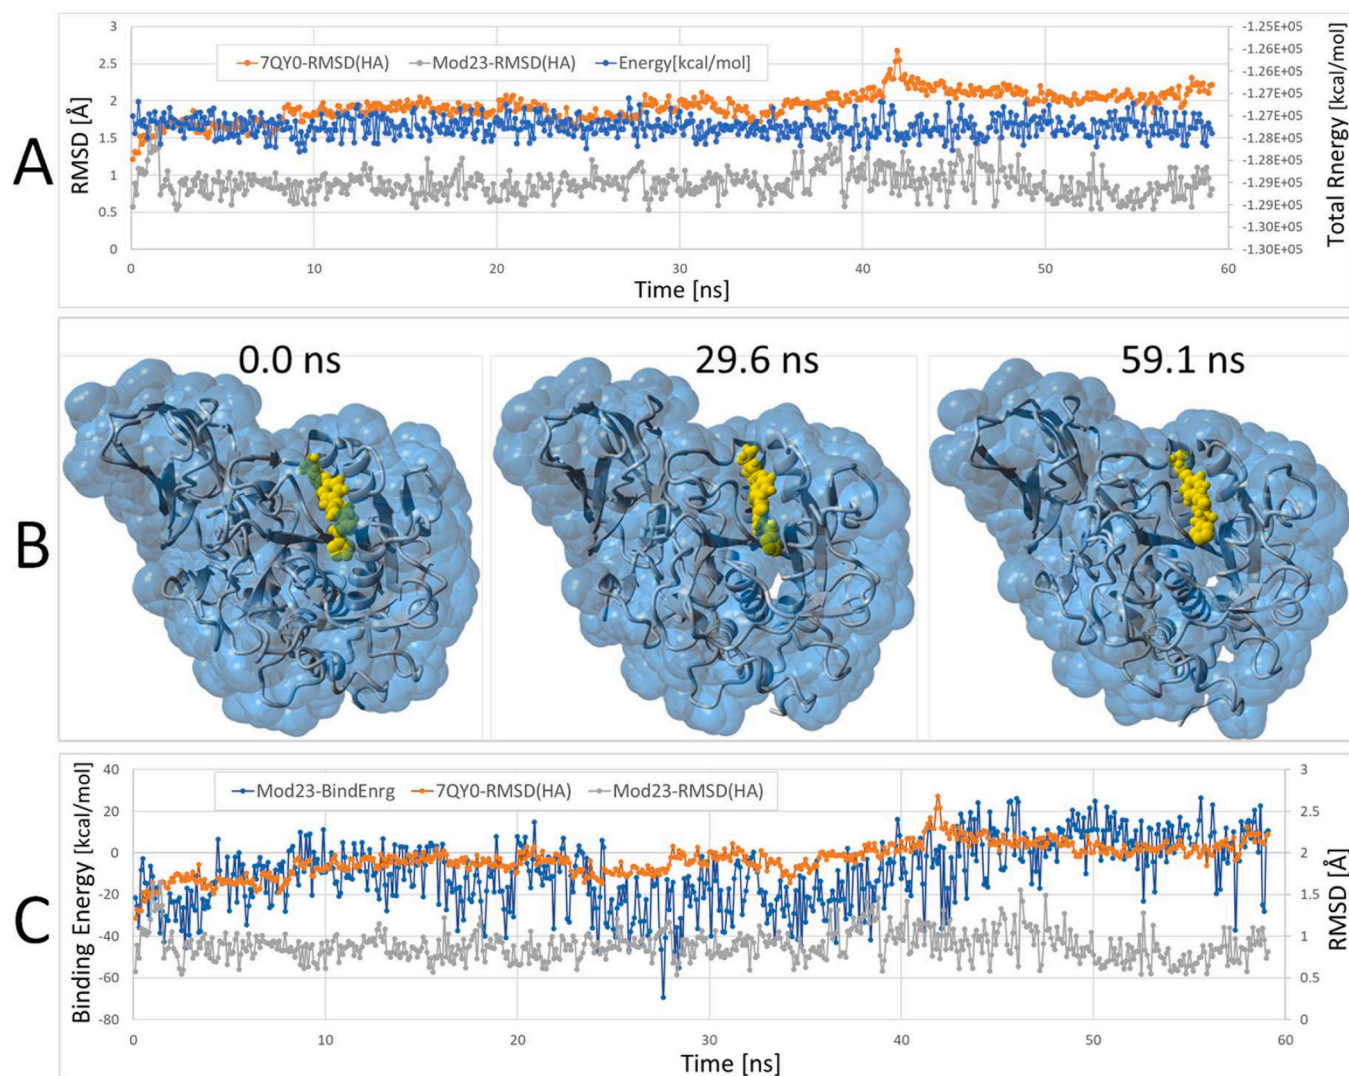 A
3
2.5
2
1.5
1
0.5
0
RMSD [Å]
7QY0-RMSD(HA) Mod23-RMSD(HA) Energy[kcal/mol]
-1.25E+05
-1.26E+05
-1.26E+05
-1.27E+05
-1.27E+05
-1.28E+05
-1.28E+05
-1.29E+05
-1.29E+05
-1.30E+05
-1.30E+05
Total Rnergy [kcal/mol]
0 10 20 30 40 50 60
Time [ns]
B
0.0 ns 29.6 ns 59.1 ns
C
40
20
0
-20
-40
-60
-80
Binding Energy [kcal/mol]
Mod23-BindEnrg 7QY0-RMSD(HA) Mod23-RMSD(HA)
3
2.5
2
1.5
1
0.5
0
RMSD [Å]
0 10 20 30 40 50 60
Time [ns]